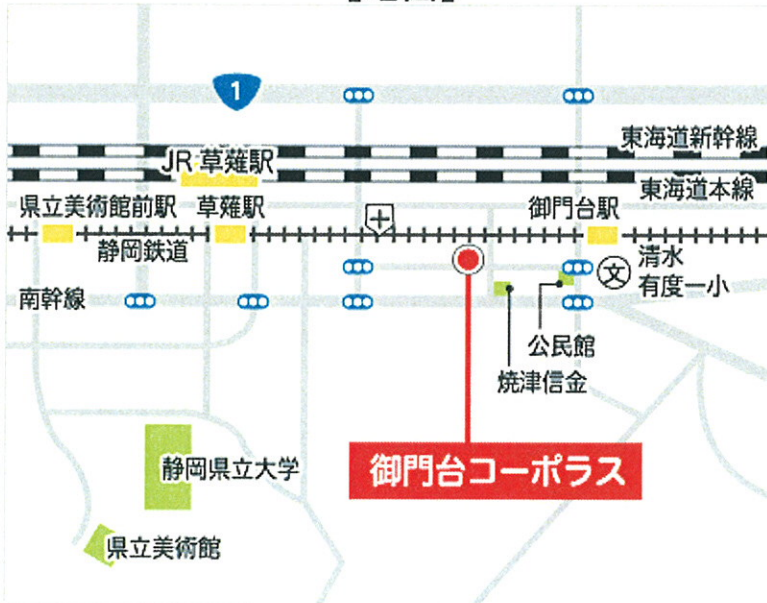 1
東海道新幹線
JR 草薙駅
東海道本線
県立美術館前駅
草薙駅
御門台駅
静岡鉄道
清水
有度一小
文
南幹線
公民館
焼津信金
御門台コーポラス
静岡県立大学
県立美術館